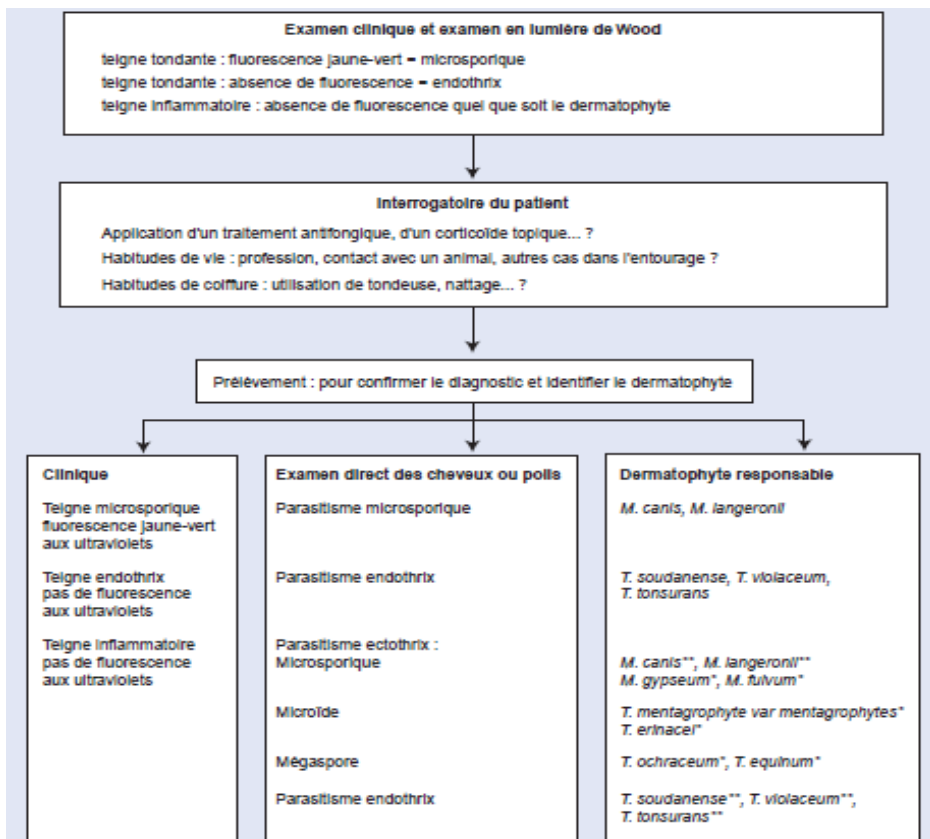 Examen clinique et examen en lumière de Wood
teigne tondante : fluorescence jaune-vert = microsporique
teigne tondante : absence de fluorescence = endothrix
teigne inflammatoire : absence de fluorescence quel que soit le dermatophyte
Interrogatoire du patient
Application d'un traitement antifongique, d'un corticoïde topique... ?
Habitudes de vie : profession, contact avec un animal, autres cas dans l'entourage ?
Habitudes de coiffure : utilisation de tondeuse, nattage... ?
Prélèvement : pour confirmer le diagnostic et identifier le dermatophyte
Clinique
Teigne microsporique
fluorescence jaune-vert
aux ultraviolets
Teigne endothrix
pas de fluorescence
aux ultraviolets
Teigne inflammatoire
pas de fluorescence
aux ultraviolets
Examen direct des cheveux ou poils
Parasitisme microsporique
Parasitisme endothrix
Parasitisme ectothrix :
Microsporique
Microïde
Mégaspore
Parasitisme endothrix
Dermatophyte responsable
M. canis, M. langeronii
T. soudanense, T. violaceum,
T. tonsurans
M. canis**, M. langeronii**
M. gypseum*, M. fulvum*
T. mentagrophyte var mentagrophytes*
T. erinacei*
T. ochraceum*, T. equinum*
T. soudanense**, T. violaceum**,
T. tonsurans**